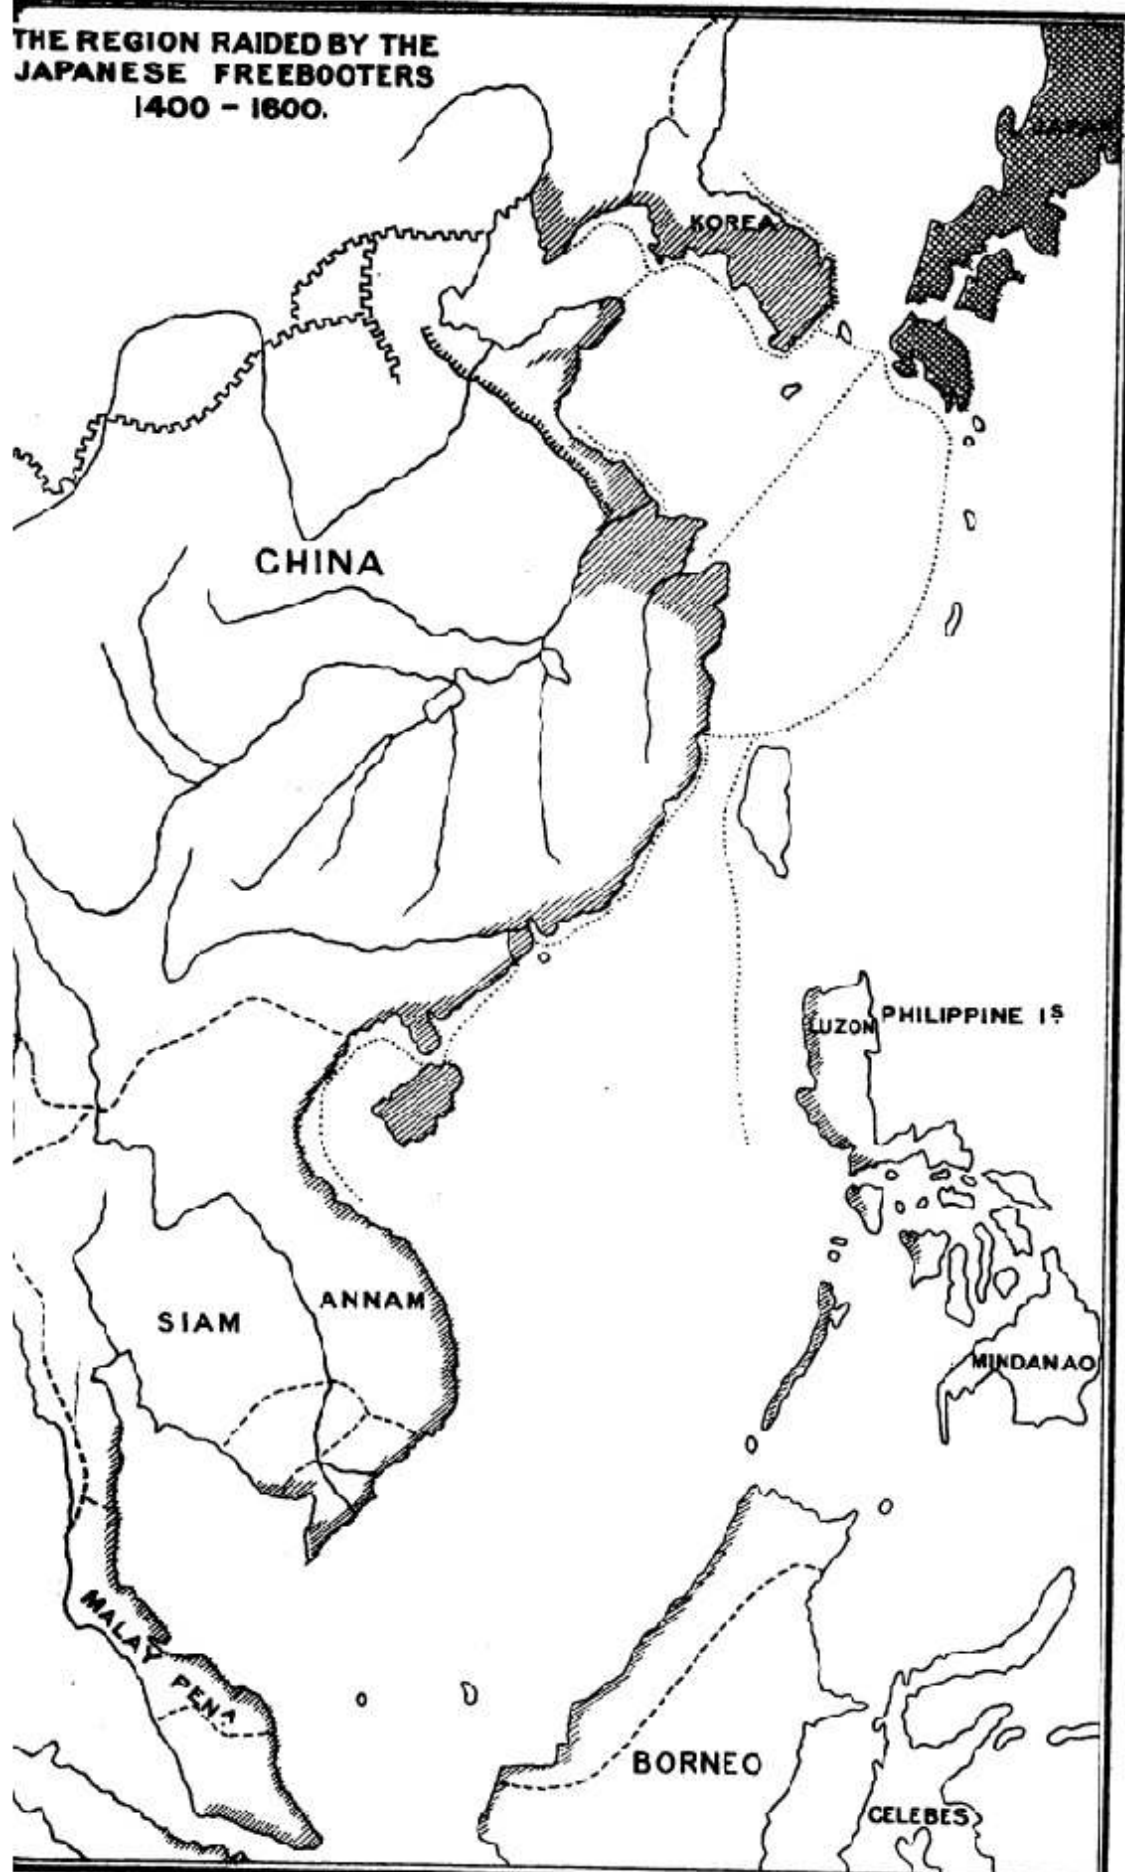 THE REGION RAIDED BY THE
JAPANESE FREEBOOTERS
1400 - 1600.
JAPAN
KOREA
CHINA
LUZON
PHILIPPINE Iˢ.
SIAM
ANNAM
MINDANAO
MALAY PENᴬ.
BORNEO
CELEBES